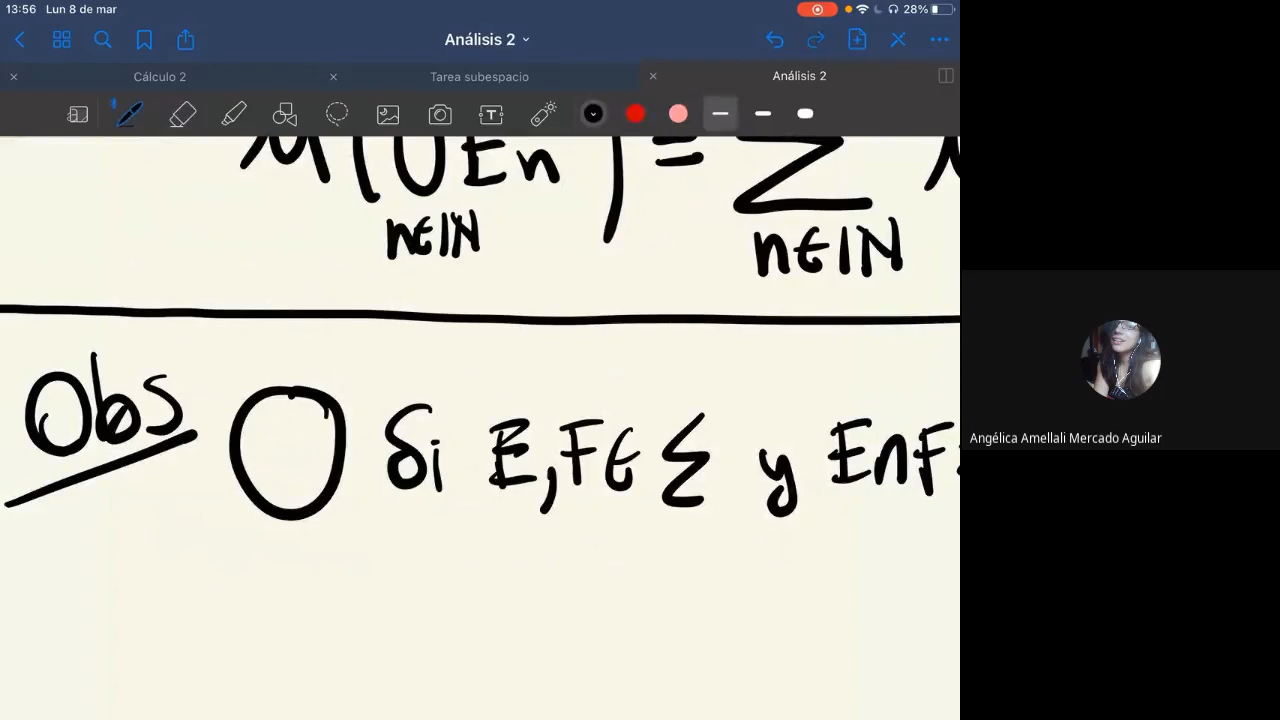 13:56 Lun 8 de mar 28%
Análisis 2
Cálculo 2 Tarea subespacio Análisis 2
μ(∪En) = Σ
n∈ℕ n∈ℕ
Obs Si E,F∈Σ y E∩F=
Angélica Amellali Mercado Aguilar